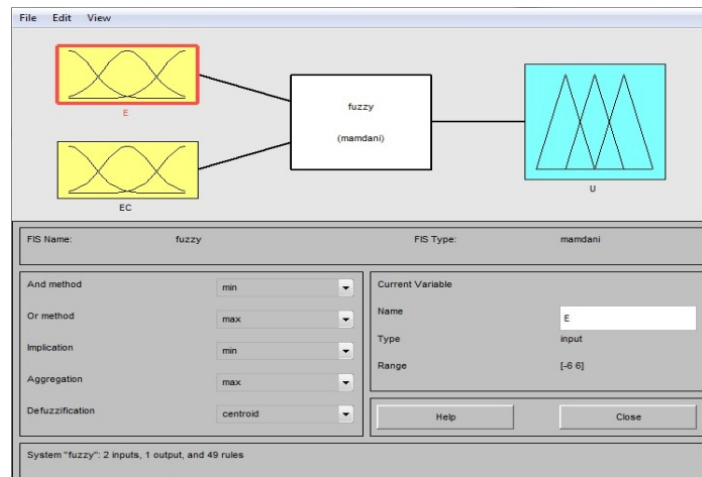 File Edit View
E
EC
fuzzy
(mamdani)
U
FIS Name: fuzzy FIS Type: mamdani
And method min
Or method max
Implication min
Aggregation max
Defuzzification centroid
Current Variable
Name E
Type input
Range [-6 6]
Help Close
System "fuzzy": 2 inputs, 1 output, and 49 rules